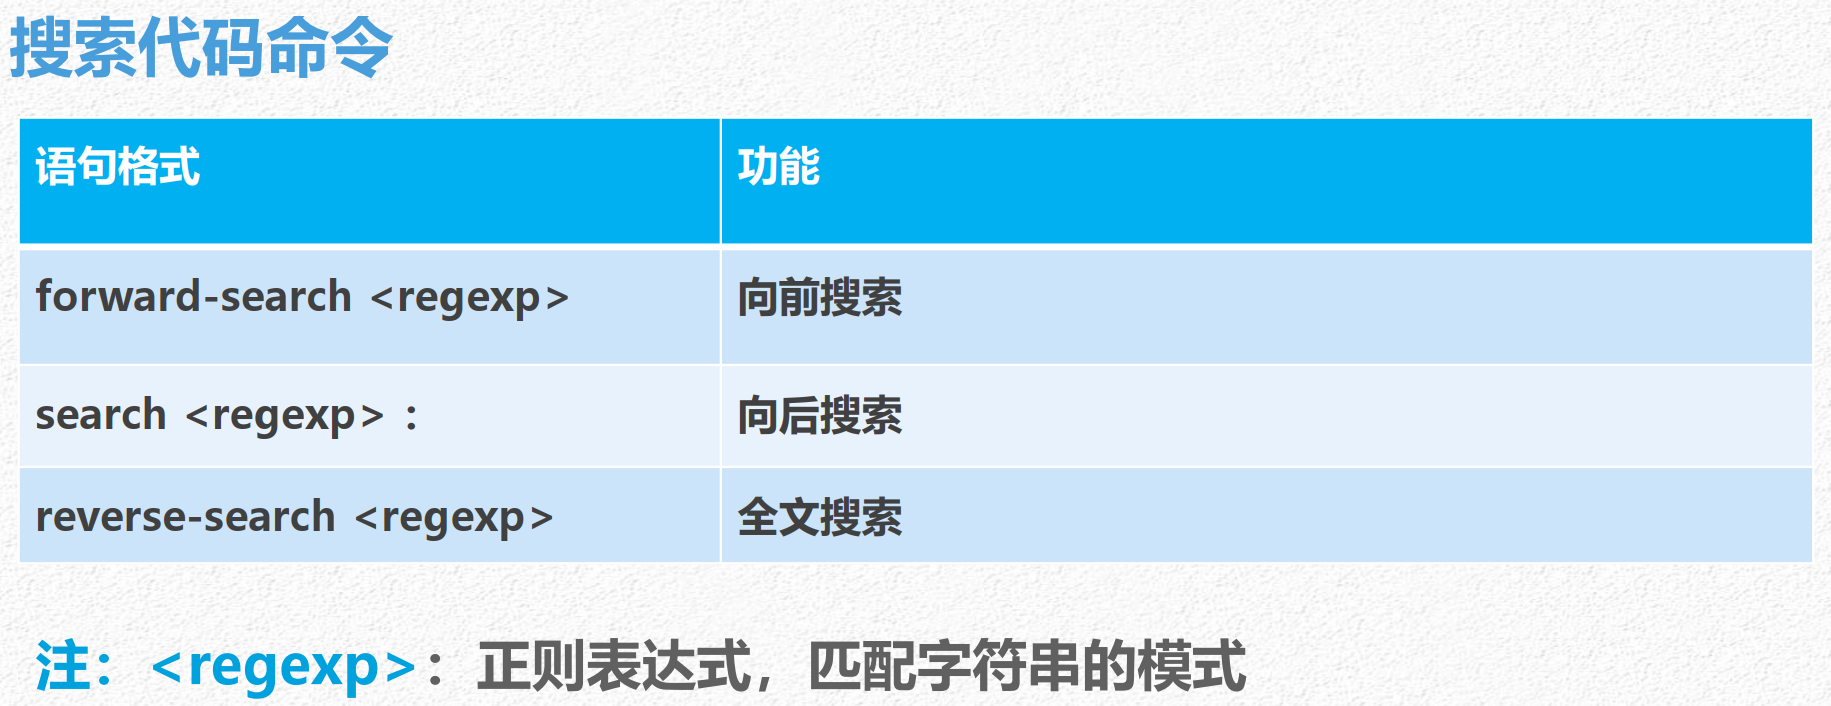 搜索代码命令
语句格式
功能
forward-search <regexp>
向前搜索
search <regexp> :
向后搜索
reverse-search <regexp>
全文搜索
注：<regexp>：正则表达式，匹配字符串的模式